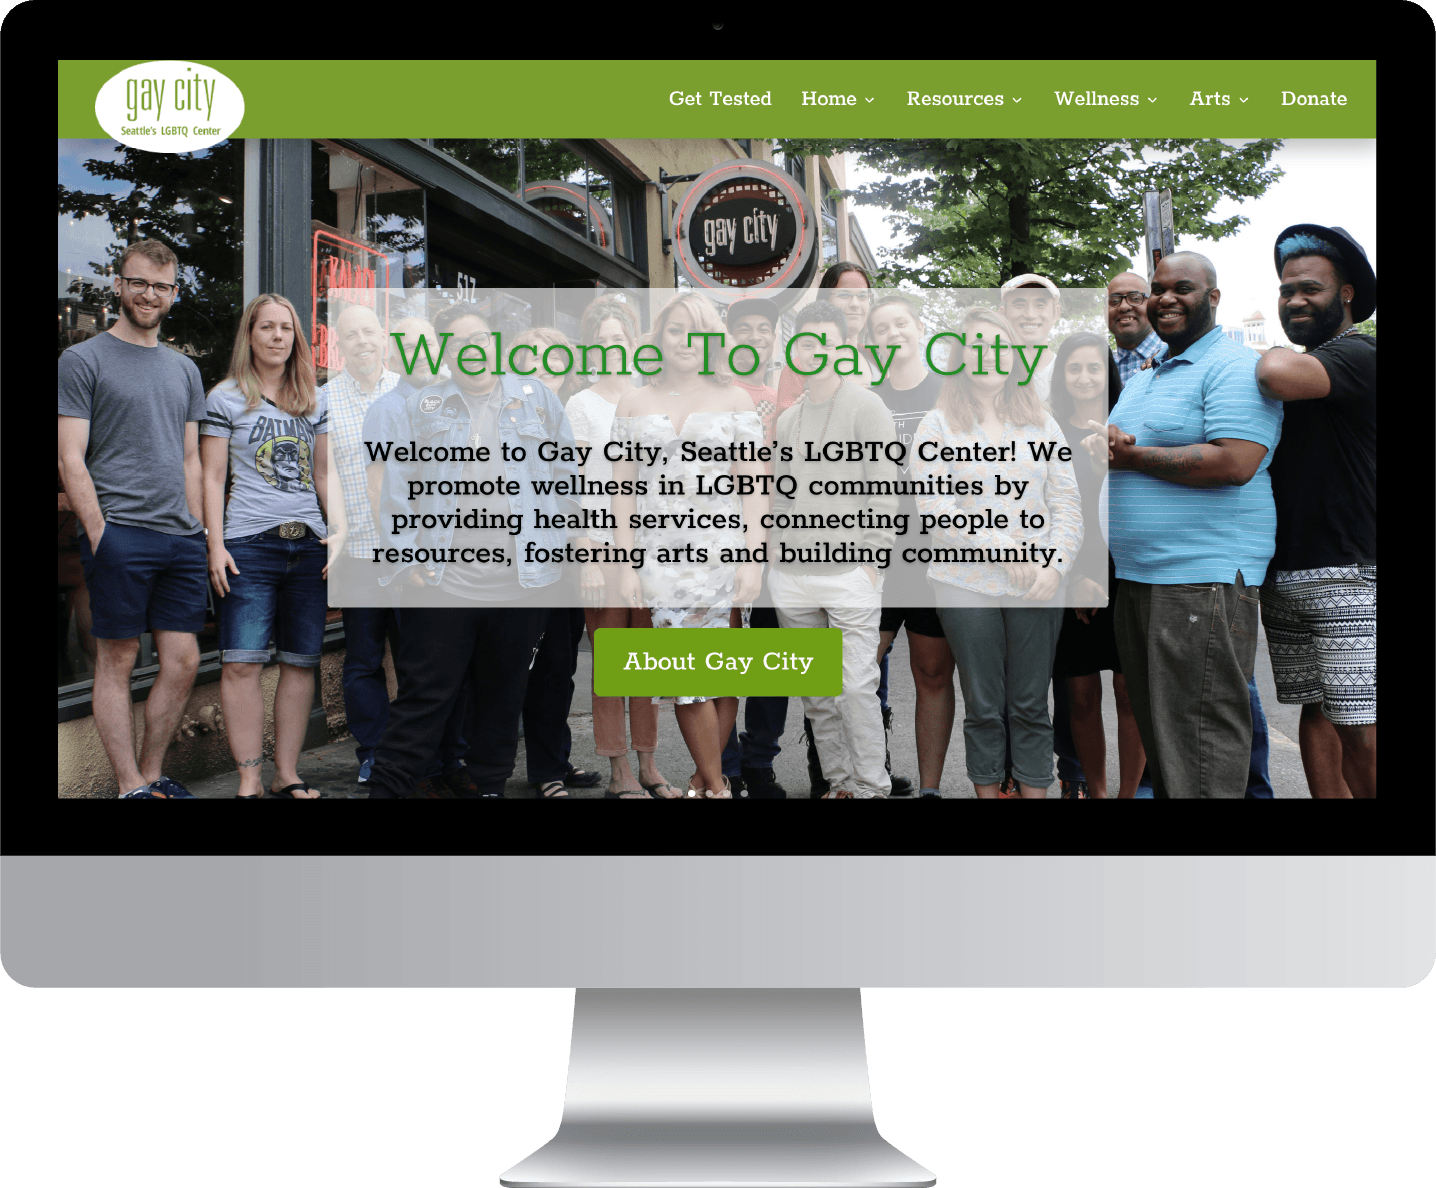 gay city
Seattle's LGBTQ Center
Get Tested Home Resources Wellness Arts Donate
gay city
517
Welcome To Gay City
BATMAN
Welcome to Gay City, Seattle's LGBTQ Center! We
promote wellness in LGBTQ communities by
providing health services, connecting people to
resources, fostering arts and building community.
About Gay City